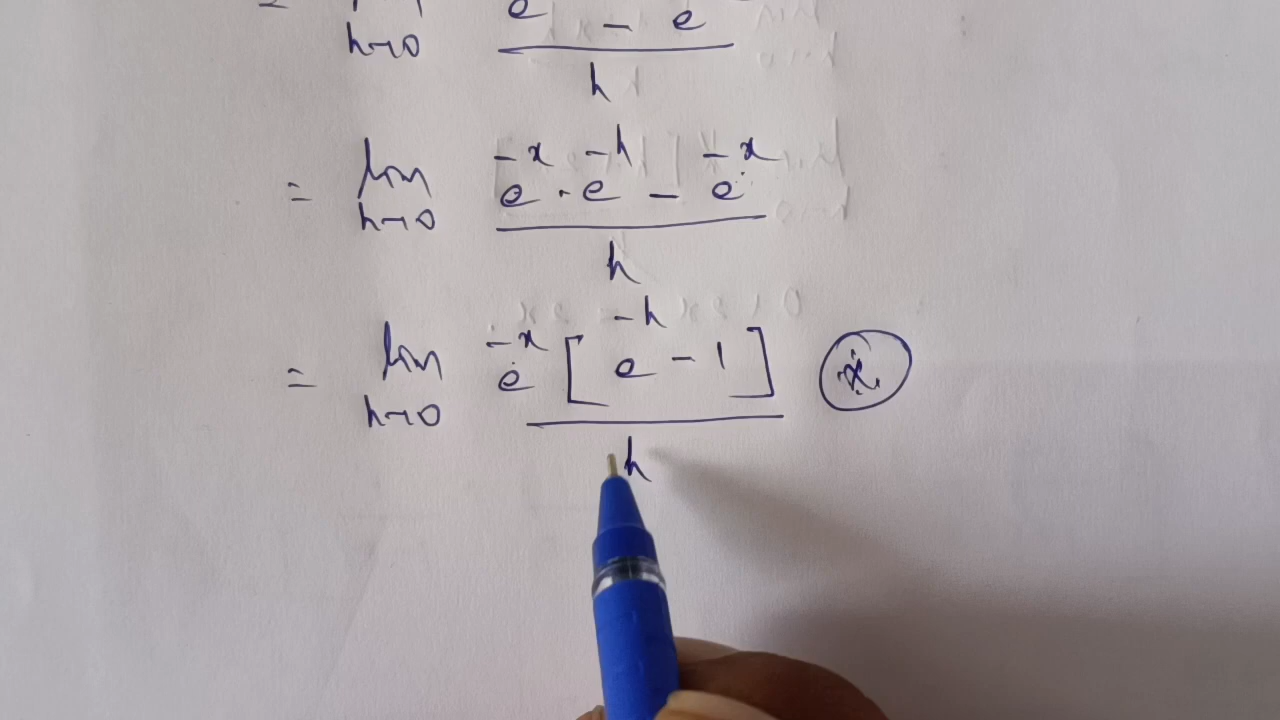 = lim e - e
h→0 h
= lim e^{-x} · e^{-h} - e^{-x}
h→0 h
= lim e^{-x} [ e^{-h} - 1 ] x
h→0 h